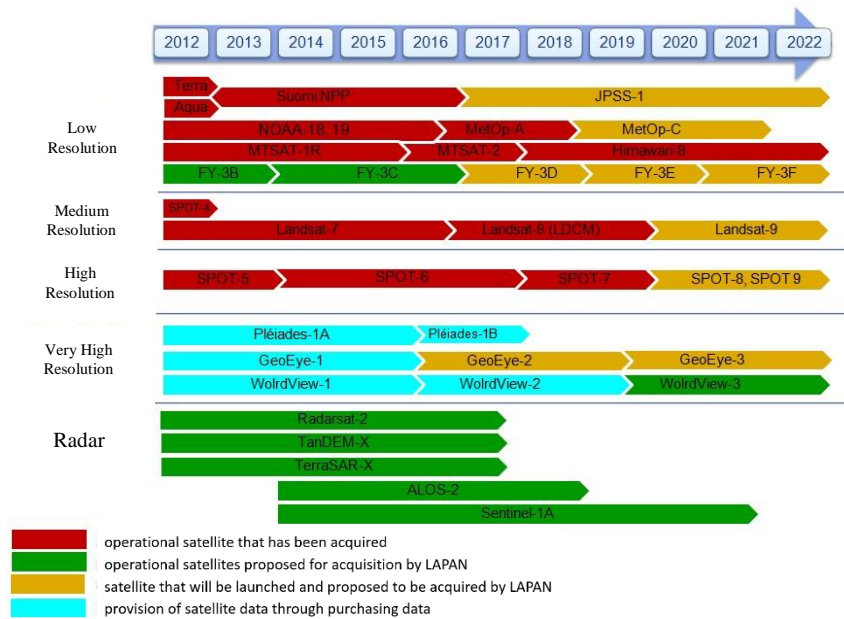 2012 2013 2014 2015 2016 2017 2018 2019 2020 2021 2022
Low
Resolution
Terra
Aqua
Suomi NPP JPSS-1
NOAA-18, 19 MetOp-A MetOp-C
MTSAT-1R MTSAT-2 Himawari-8
FY-3B FY-3C FY-3D FY-3E FY-3F
Medium
Resolution
SPOT-4
Landsat-7 Landsat-8 (LDCM) Landsat-9
High
Resolution
SPOT-5 SPOT-6 SPOT-7 SPOT-8, SPOT 9
Very High
Resolution
Pléiades-1A Pléiades-1B
GeoEye-1 GeoEye-2 GeoEye-3
WolrdView-1 WolrdView-2 WolrdView-3
Radar
Radarsat-2
TanDEM-X
TerraSAR-X
ALOS-2
Sentinel-1A
operational satellite that has been acquired
operational satellites proposed for acquisition by LAPAN
satellite that will be launched and proposed to be acquired by LAPAN
provision of satellite data through purchasing data